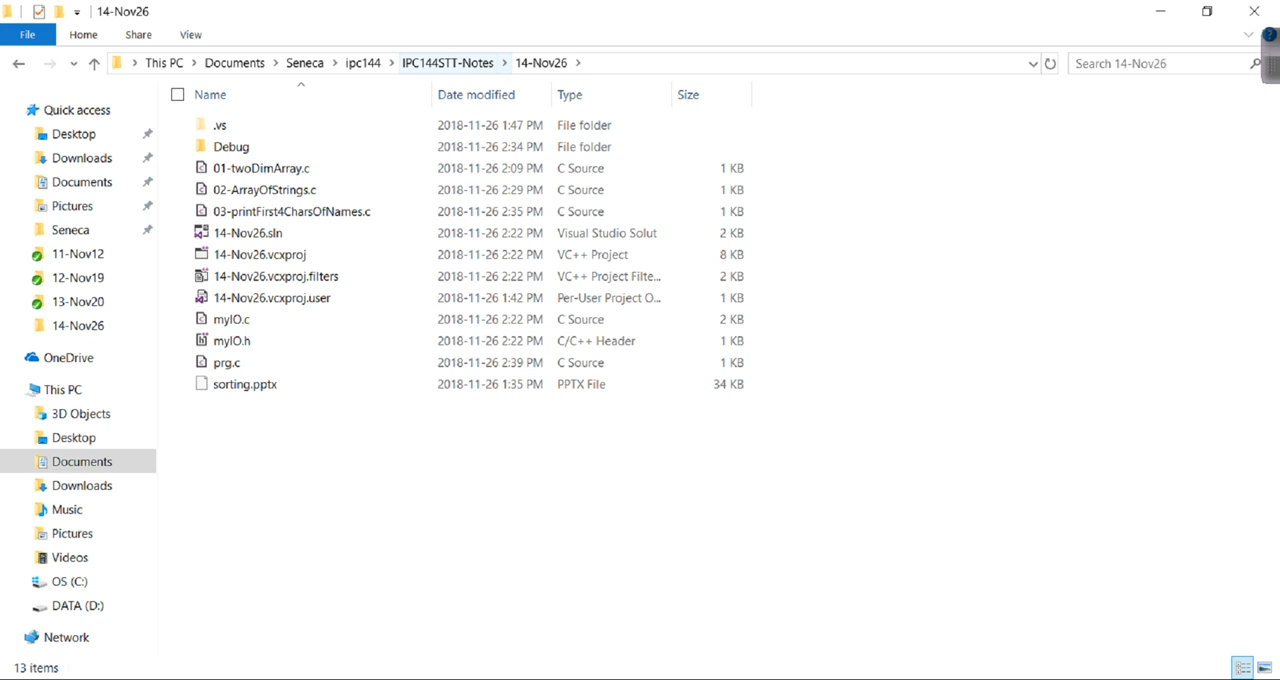 14-Nov26
File Home Share View
This PC Documents Seneca ipc144 IPC144STT-Notes 14-Nov26 Search 14-Nov26
Name Date modified Type Size
Quick access
Desktop
Downloads
Documents
Pictures
Seneca
11-Nov12
12-Nov19
13-Nov20
14-Nov26
OneDrive
This PC
3D Objects
Desktop
Documents
Downloads
Music
Pictures
Videos
OS (C:)
DATA (D:)
Network
.vs 2018-11-26 1:47 PM File folder
Debug 2018-11-26 2:34 PM File folder
01-twoDimArray.c 2018-11-26 2:09 PM C Source 1 KB
02-ArrayOfStrings.c 2018-11-26 2:29 PM C Source 1 KB
03-printFirst4CharsOfNames.c 2018-11-26 2:35 PM C Source 1 KB
14-Nov26.sln 2018-11-26 2:22 PM Visual Studio Solut 2 KB
14-Nov26.vcxproj 2018-11-26 2:22 PM VC++ Project 8 KB
14-Nov26.vcxproj.filters 2018-11-26 2:22 PM VC++ Project Filte... 2 KB
14-Nov26.vcxproj.user 2018-11-26 1:42 PM Per-User Project O... 1 KB
myIO.c 2018-11-26 2:22 PM C Source 2 KB
myIO.h 2018-11-26 2:22 PM C/C++ Header 1 KB
prg.c 2018-11-26 2:39 PM C Source 1 KB
sorting.pptx 2018-11-26 1:35 PM PPTX File 34 KB
13 items